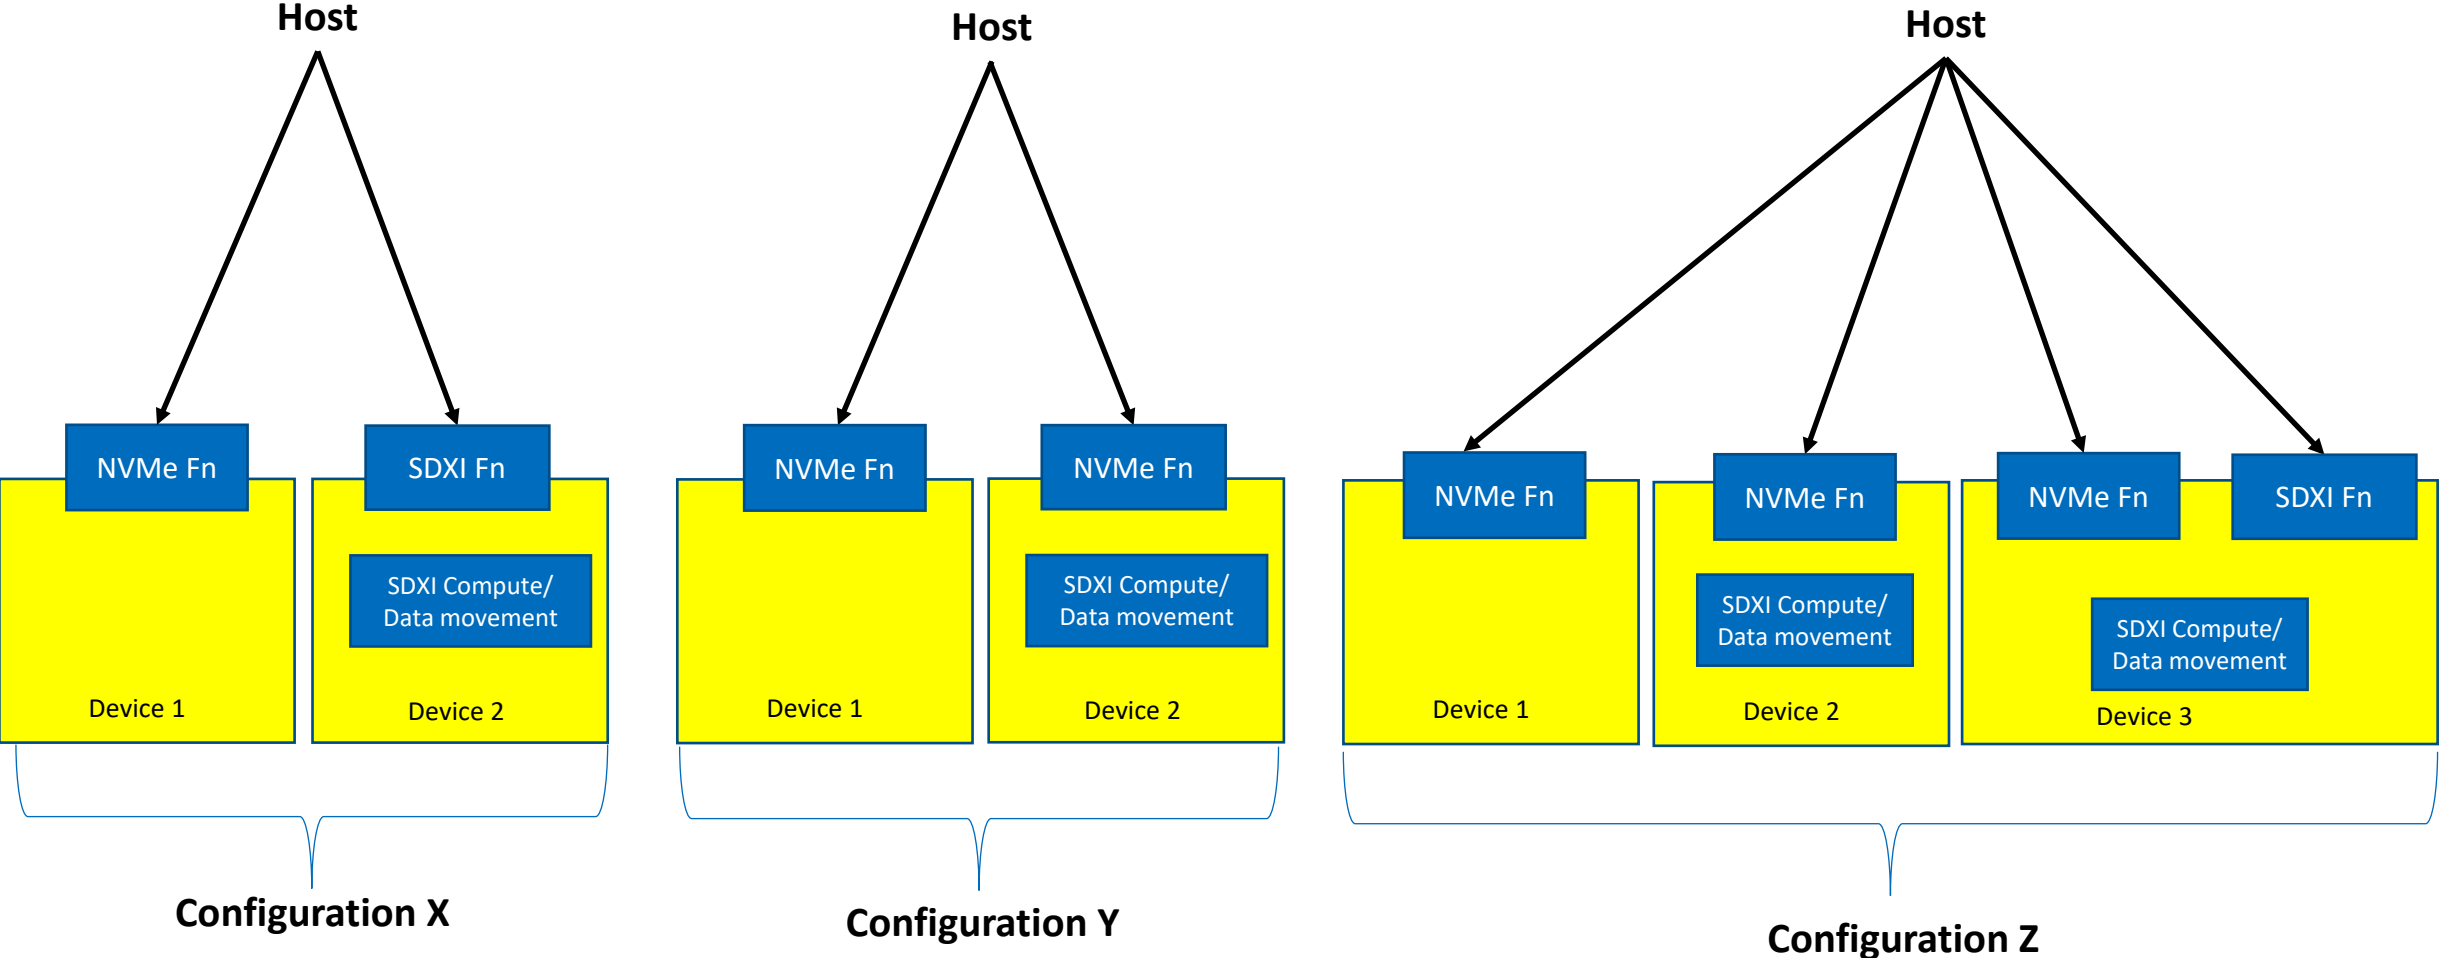 Host
NVMe Fn
SDXI Fn
SDXI Compute/
Data movement
Device 1
Device 2
Configuration X
Host
NVMe Fn
NVMe Fn
SDXI Compute/
Data movement
Device 1
Device 2
Configuration Y
Host
NVMe Fn
NVMe Fn
NVMe Fn
SDXI Fn
SDXI Compute/
Data movement
SDXI Compute/
Data movement
Device 1
Device 2
Device 3
Configuration Z